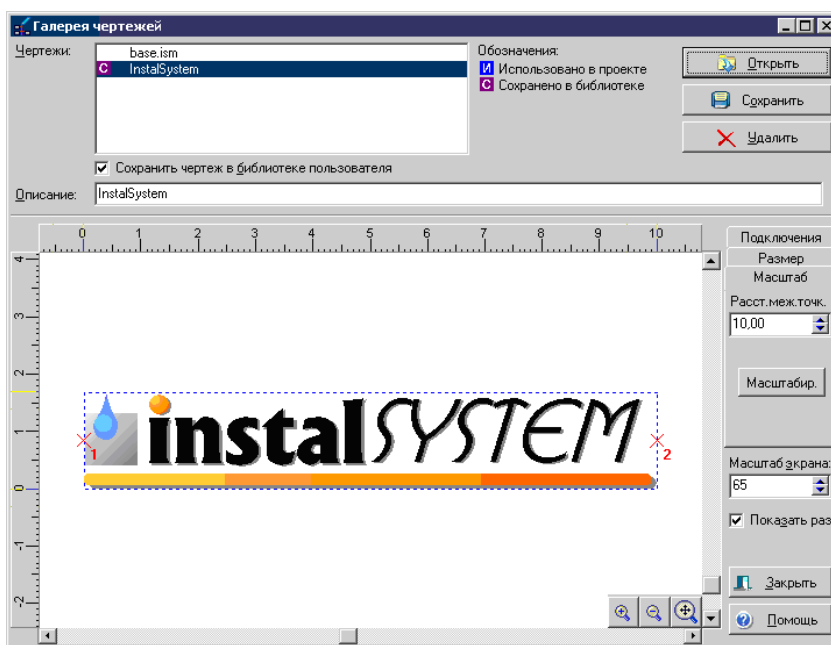 Галерея чертежей
Чертежи:
base.ism
С InstalSystem
Обозначения:
И Использовано в проекте
С Сохранено в библиотеке
Открыть
Сохранить
Удалить
Сохранить чертеж в библиотеке пользователя
Описание: InstalSystem
0 1 2 3 4 5 6 7 8 9 10
4
3
2
1
0
-1
-2
instalSYSTEM
1
2
Подключения
Размер
Масштаб
Расст.меж.точк.
10,00
Масштабир.
Масштаб экрана:
65
Показать раз
Закрыть
Помощь